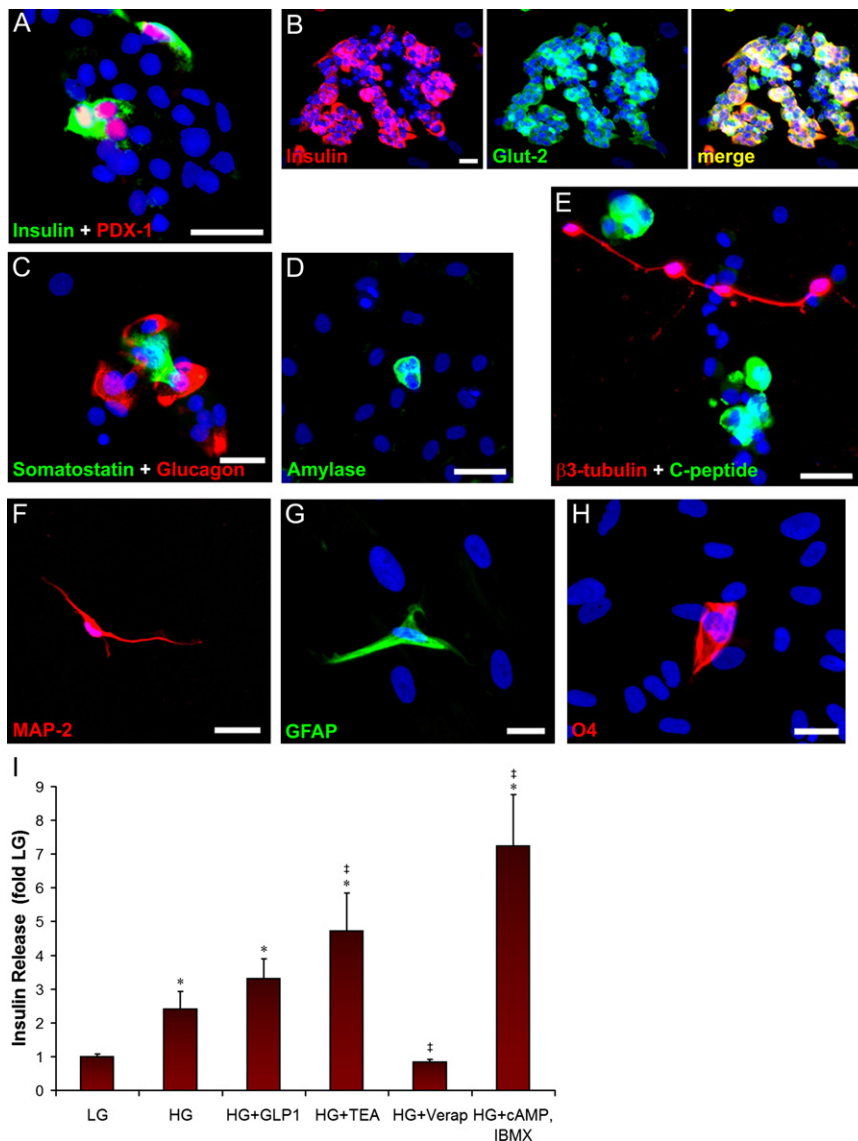 A
Insulin + PDX-1
B
Insulin
Glut-2
merge
C
Somatostatin + Glucagon
D
Amylase
E
β3-tubulin + C-peptide
F
MAP-2
G
GFAP
H
O4
I
Insulin Release (fold LG)
9
8
7
6
5
4
3
2
1
0
*
*
‡
*
‡
‡
*
LG
HG
HG+GLP1
HG+TEA
HG+Verap
HG+cAMP,
IBMX